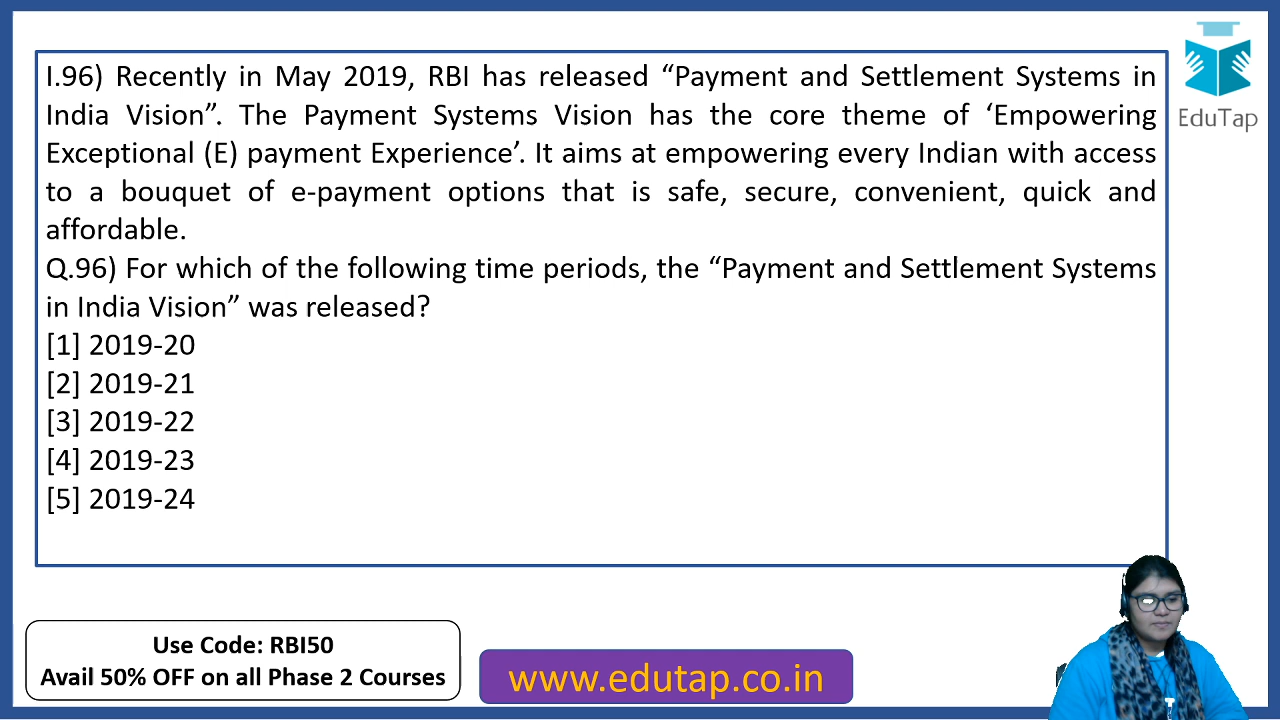 I.96) Recently in May 2019, RBI has released “Payment and Settlement Systems in
India Vision”. The Payment Systems Vision has the core theme of ‘Empowering
Exceptional (E) payment Experience’. It aims at empowering every Indian with access
to a bouquet of e-payment options that is safe, secure, convenient, quick and
affordable.
Q.96) For which of the following time periods, the “Payment and Settlement Systems
in India Vision” was released?
[1] 2019-20
[2] 2019-21
[3] 2019-22
[4] 2019-23
[5] 2019-24
EduTap
Use Code: RBI50
Avail 50% OFF on all Phase 2 Courses
www.edutap.co.in